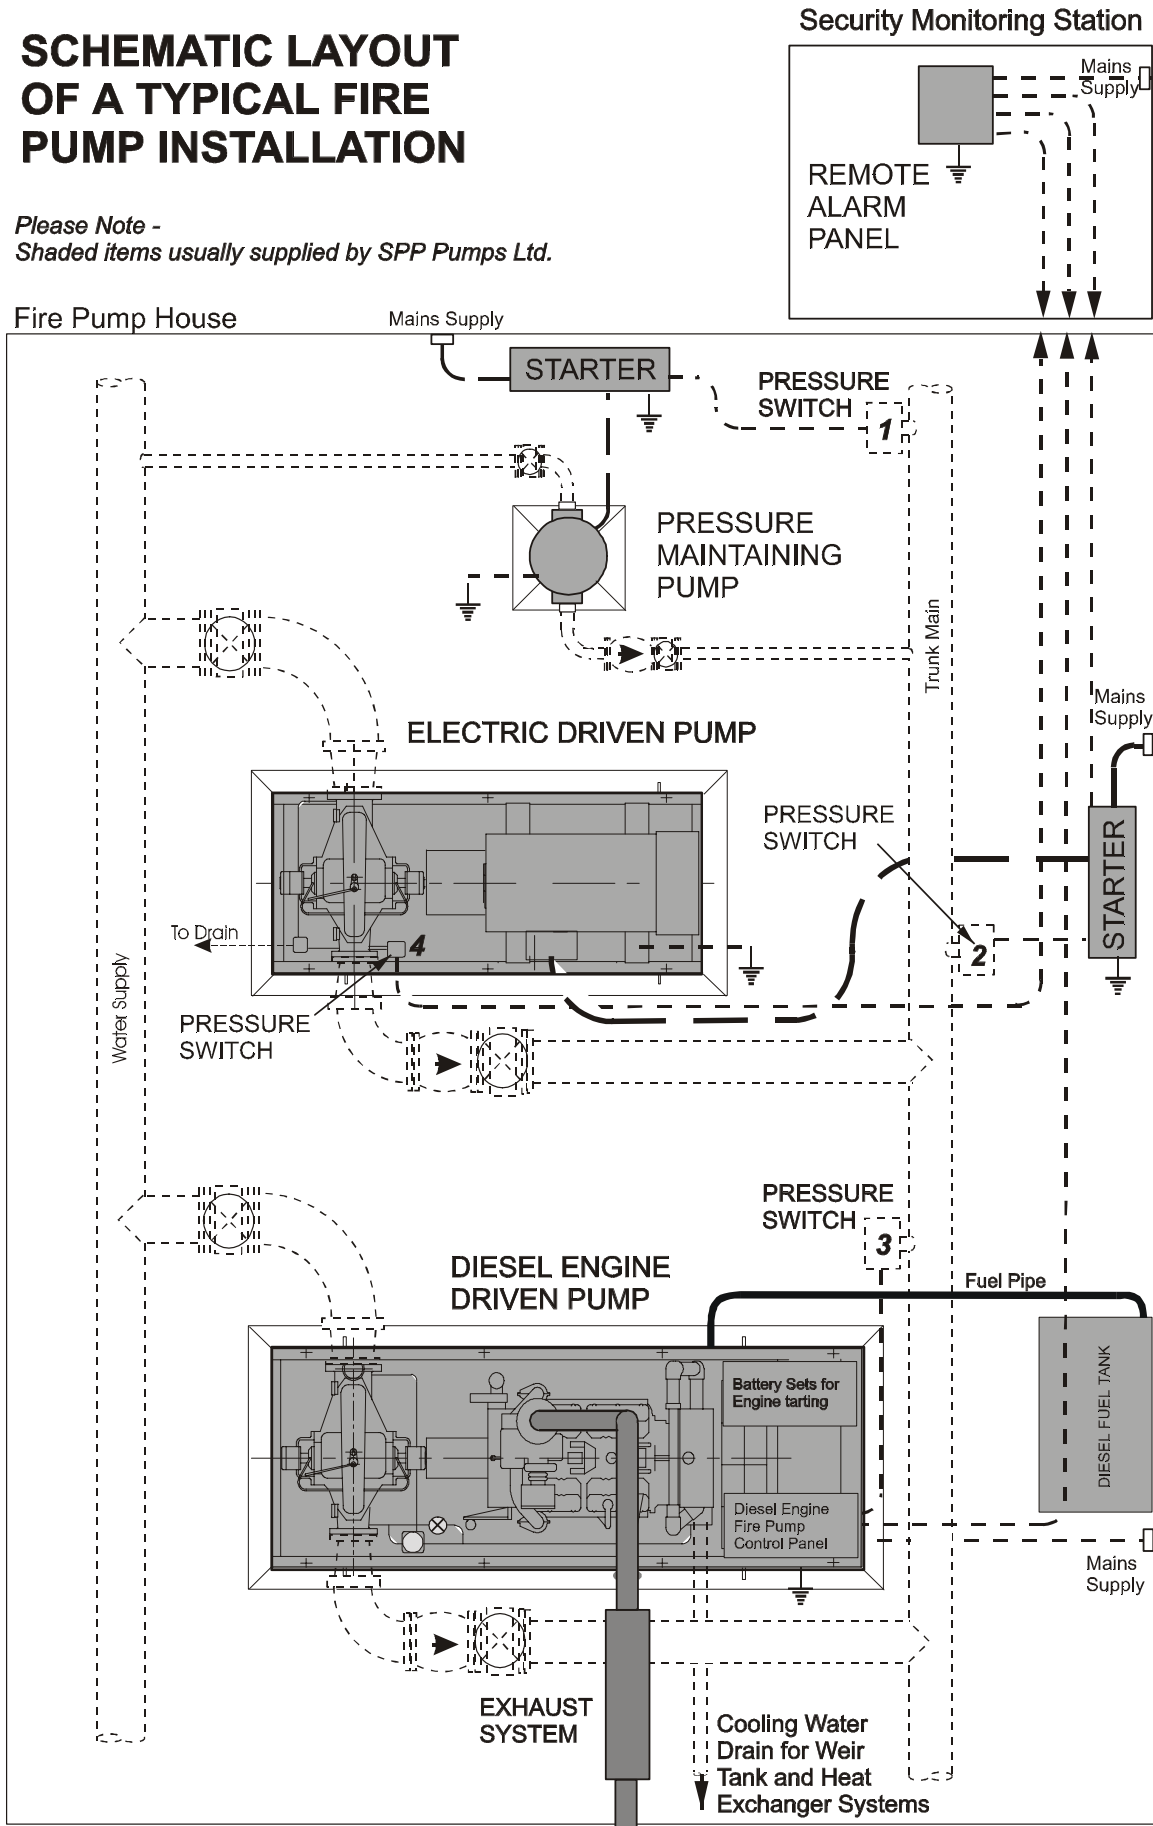 Security Monitoring Station
SCHEMATIC LAYOUT
OF A TYPICAL FIRE
PUMP INSTALLATION
Please Note -
Shaded items usually supplied by SPP Pumps Ltd.
Mains
Supply
REMOTE
ALARM
PANEL
Fire Pump House
Mains Supply
STARTER
PRESSURE
SWITCH
1
PRESSURE
MAINTAINING
PUMP
Trunk Main
ELECTRIC DRIVEN PUMP
Mains
Supply
PRESSURE
SWITCH
STARTER
To Drain
4
2
Water Supply
PRESSURE
SWITCH
PRESSURE
SWITCH
3
DIESEL ENGINE
DRIVEN PUMP
Fuel Pipe
DIESEL FUEL TANK
Battery Sets for
Engine tarting
Diesel Engine
Fire Pump
Control Panel
Mains
Supply
EXHAUST
SYSTEM
Cooling Water
Drain for Weir
Tank and Heat
Exchanger Systems